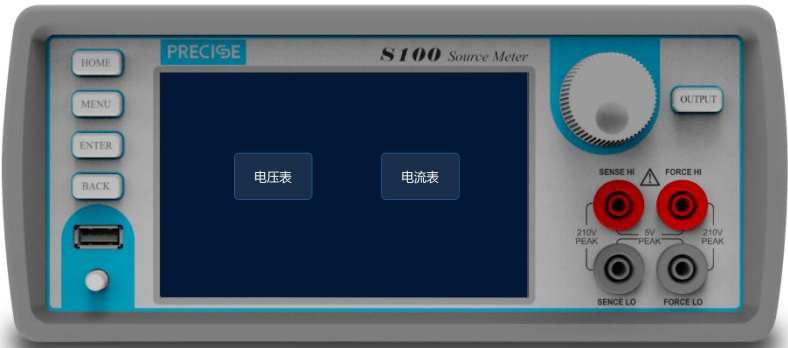 PRECISE
S100 Source Meter
HOME
MENU
ENTER
BACK
电压表
电流表
OUTPUT
SENSE HI
FORCE HI
210V
PEAK
5V
PEAK
210V
PEAK
SENCE LO
FORCE LO